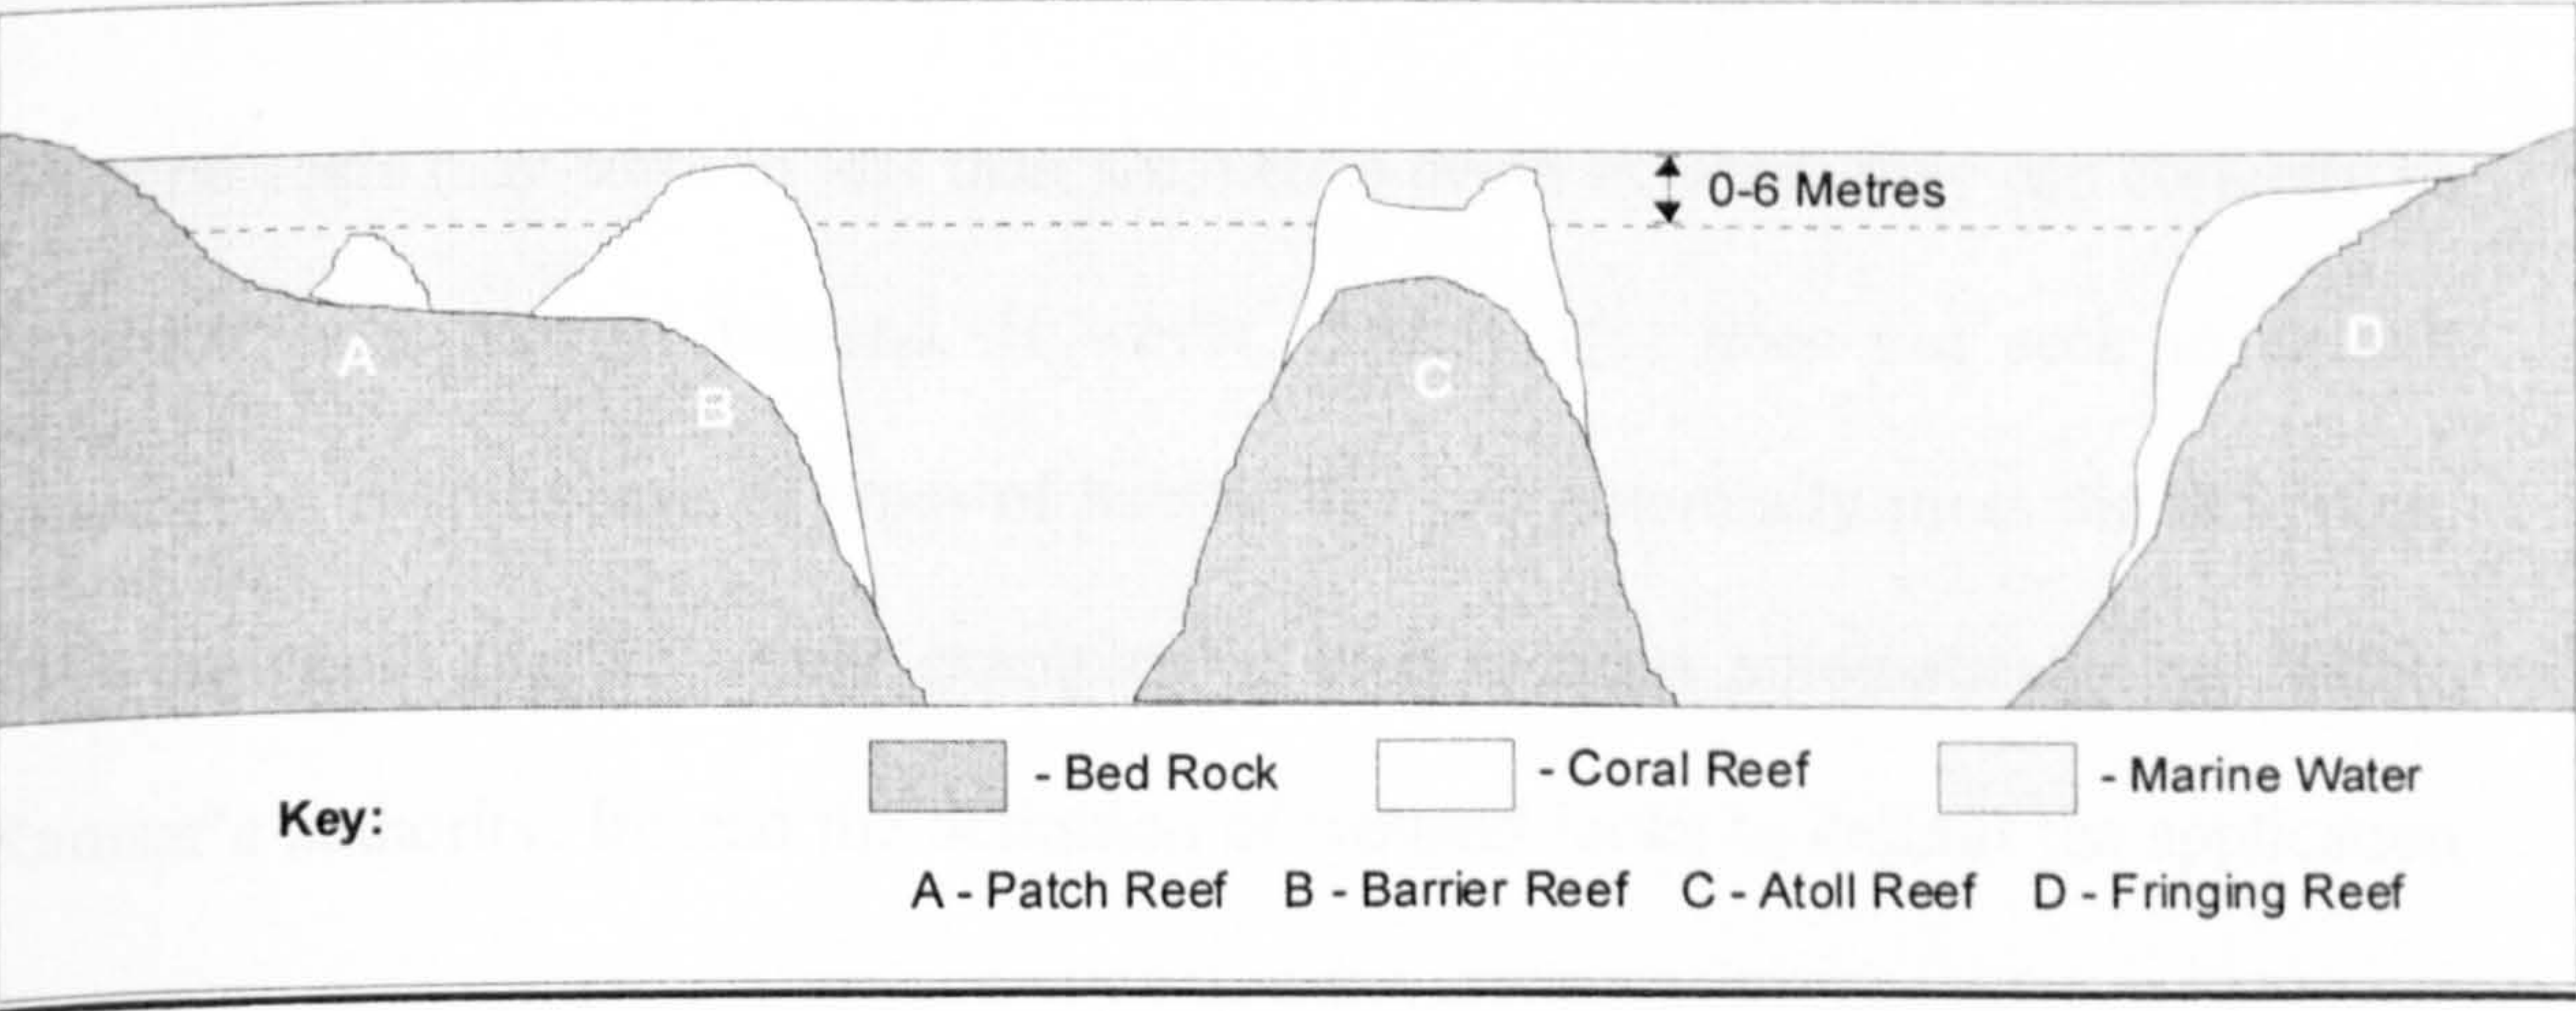 0-6 Metres
A
B
C
D
- Bed Rock
- Coral Reef
- Marine Water
Key:
A - Patch Reef B - Barrier Reef C - Atoll Reef D - Fringing Reef